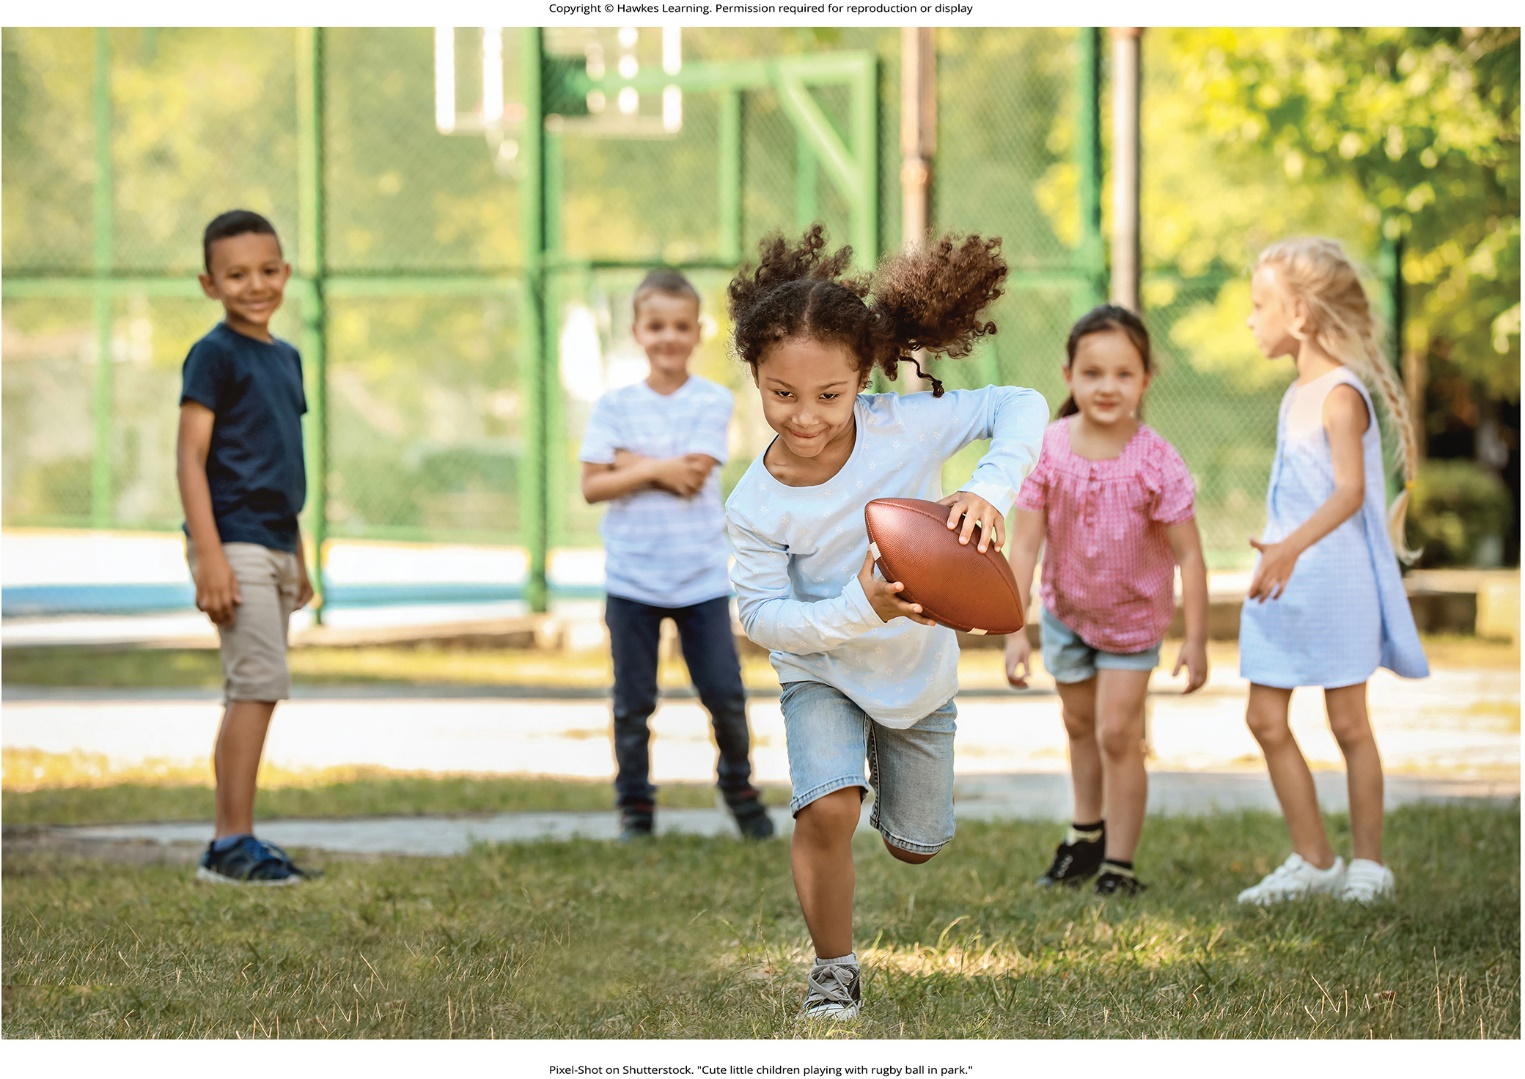 Copyright © Hawkes Learning. Permission required for reproduction or display
Pixel-Shot on Shutterstock. "Cute little children playing with rugby ball in park."